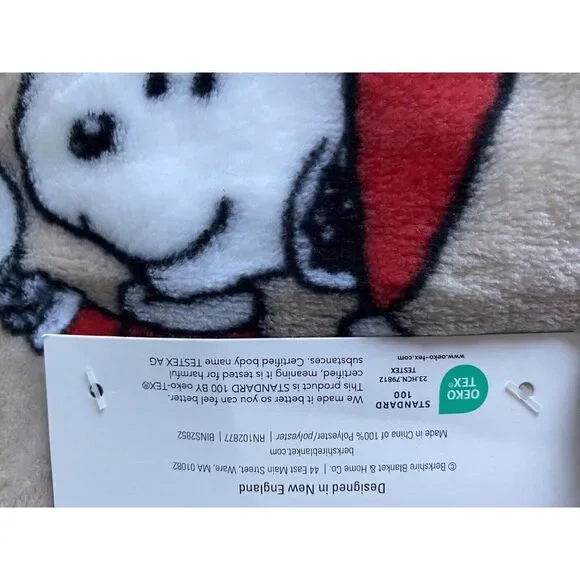 Designed in New England
© Berkshire Blanket & Home Co. | 44 East Main Street, Ware, MA 01082
berkshireblanket.com
Made in China of 100% Polyester/polyester | RN102877 | BINS2852
We made it better so you can feel better.
This product is STANDARD 100 BY oeko-TEX®
certified, meaning it is tested for harmful
substances. Certified body name TESTEX AG
OEKO
TEX®
STANDARD
100
23.HCN.79812
TESTEX
www.oeko-tex.com